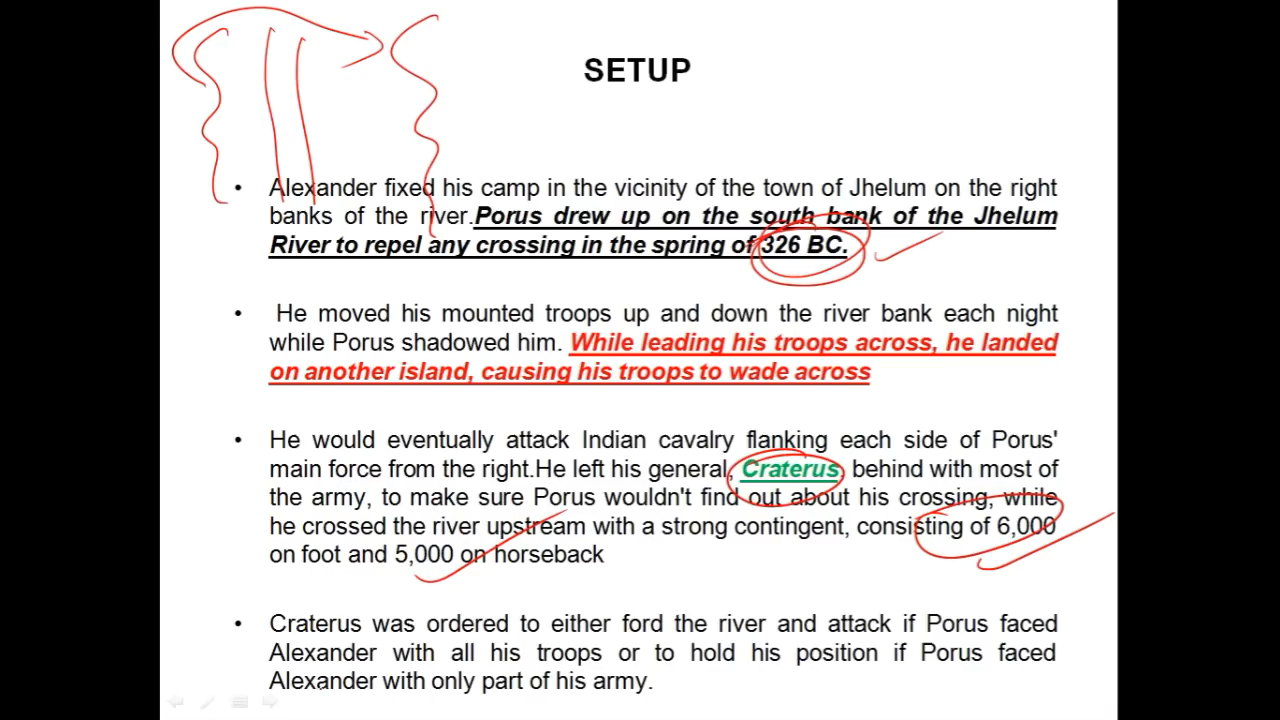 SETUP
• Alexander fixed his camp in the vicinity of the town of Jhelum on the right
banks of the river.Porus drew up on the south bank of the Jhelum
River to repel any crossing in the spring of 326 BC.
• He moved his mounted troops up and down the river bank each night
while Porus shadowed him. While leading his troops across, he landed
on another island, causing his troops to wade across
• He would eventually attack Indian cavalry flanking each side of Porus'
main force from the right.He left his general, Craterus, behind with most of
the army, to make sure Porus wouldn't find out about his crossing, while
he crossed the river upstream with a strong contingent, consisting of 6,000
on foot and 5,000 on horseback
• Craterus was ordered to either ford the river and attack if Porus faced
Alexander with all his troops or to hold his position if Porus faced
Alexander with only part of his army.